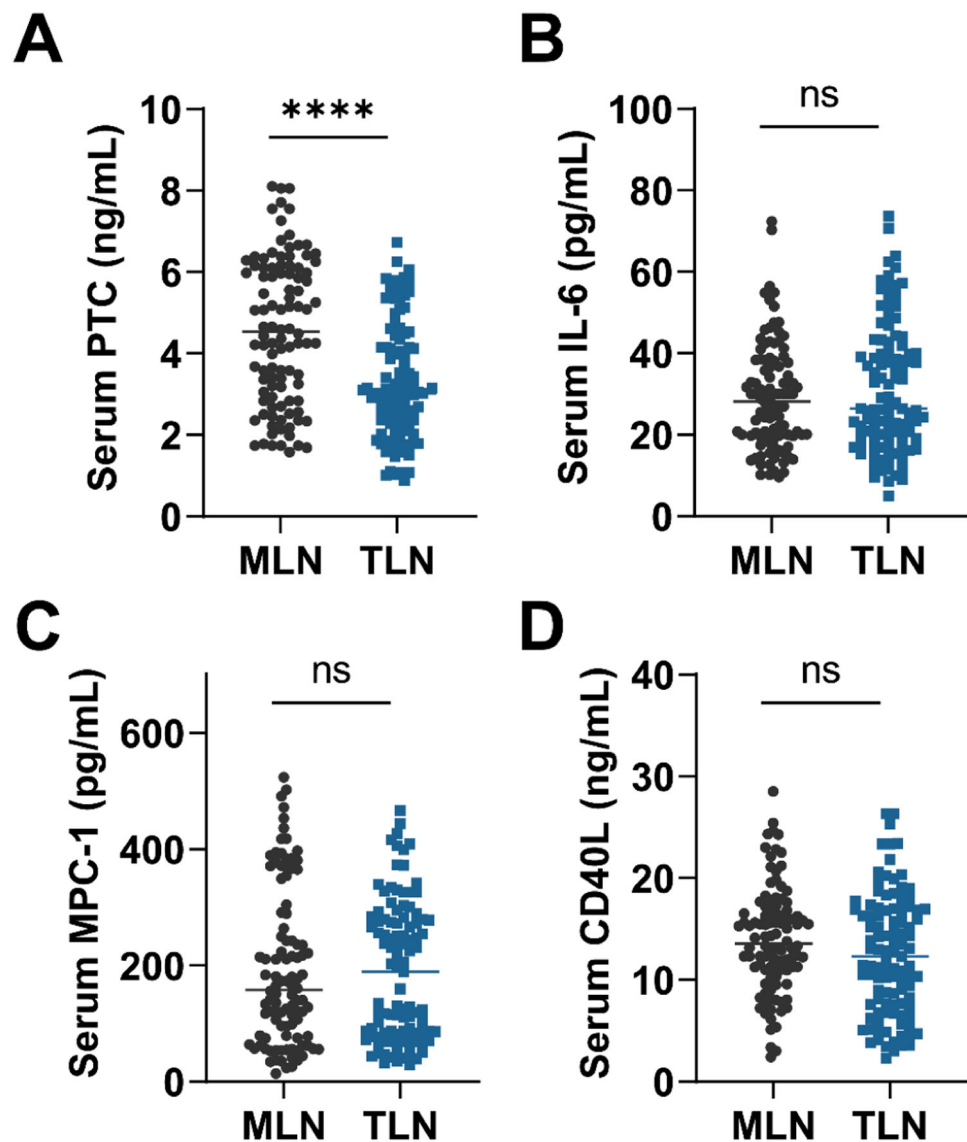 A
Serum PTC (ng/mL)
10
8
6
4
2
0
****
MLN TLN
B
Serum IL-6 (pg/mL)
100
80
60
40
20
0
ns
MLN TLN
C
Serum MPC-1 (pg/mL)
600
400
200
0
ns
MLN TLN
D
Serum CD40L (ng/mL)
40
30
20
10
0
ns
MLN TLN